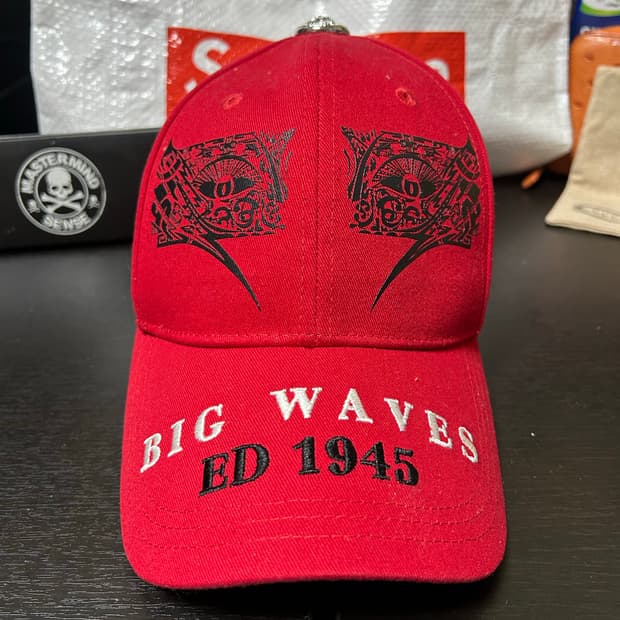 MASTERMIND
SENSE
BIG WAVES
ED 1945